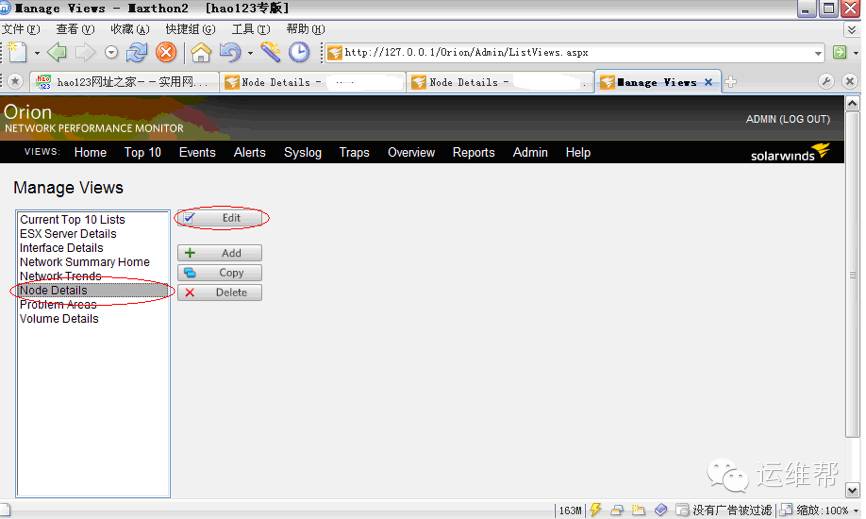 Manage Views - Maxthon2 [hao123专版]
文件(F) 查看(V) 收藏(A) 快捷组(G) 工具(T) 帮助(H)
http://127.0.0.1/Orion/Admin/ListViews.aspx
hao123网址之家--实用网... Node Details - Node Details - Manage Views
Orion
NETWORK PERFORMANCE MONITOR
ADMIN (LOG OUT)
VIEWS: Home Top 10 Events Alerts Syslog Traps Overview Reports Admin Help
solarwinds
Manage Views
Current Top 10 Lists
ESX Server Details
Interface Details
Network Summary Home
Network Trends
Node Details
Problem Areas
Volume Details
Edit
Add
Copy
Delete
运维帮
163M 没有广告被过滤 缩放:100%